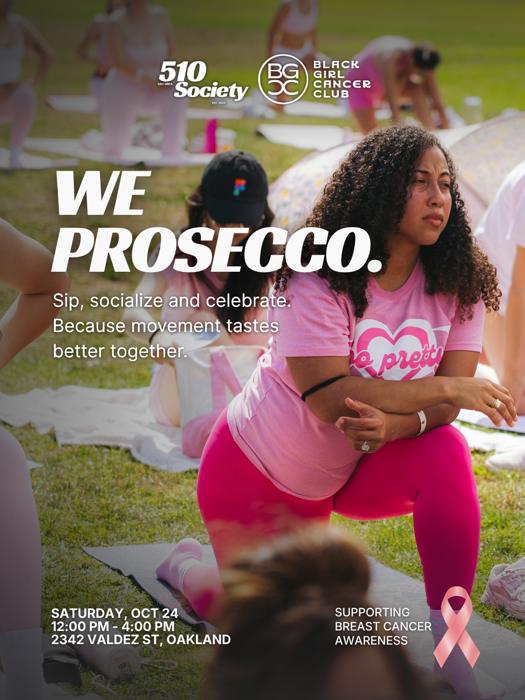 510
Society
BG
CC
BLACK
GIRL
CANCER
CLUB
WE
PROSECCO.
Sip, socialize and celebrate.
Because movement tastes
better together.
pretty
SATURDAY, OCT 24
12:00 PM - 4:00 PM
2342 VALDEZ ST, OAKLAND
SUPPORTING
BREAST CANCER
AWARENESS